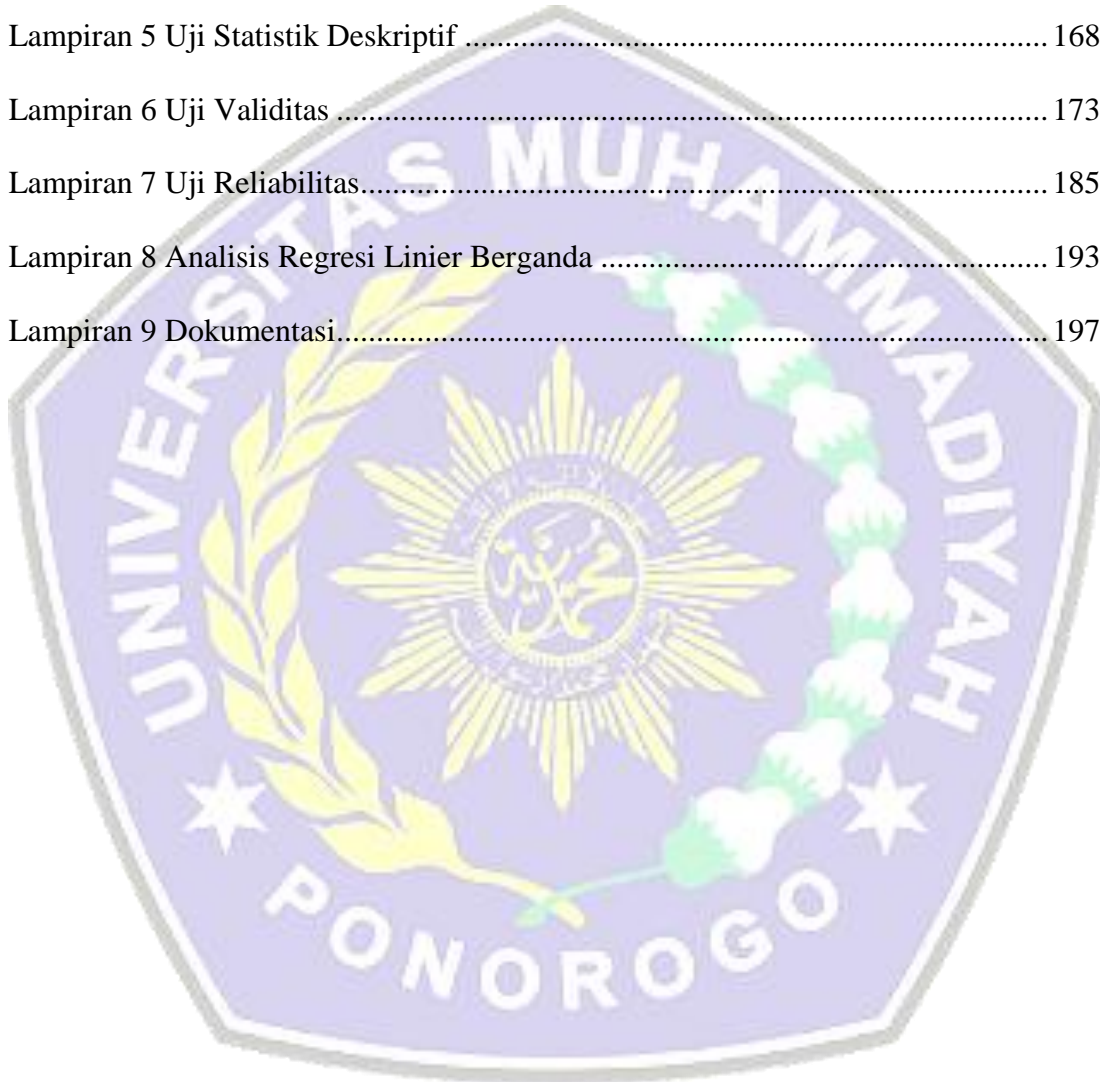 Lampiran 5 Uji Statistik Deskriptif ........................................................................... 168
Lampiran 6 Uji Validitas ............................................................................................ 173
Lampiran 7 Uji Reliabilitas......................................................................................... 185
Lampiran 8 Analisis Regresi Linier Berganda .......................................................... 193
Lampiran 9 Dokumentasi............................................................................................ 197
UNIVERSITAS MUHAMMADIYAH
PONOROGO